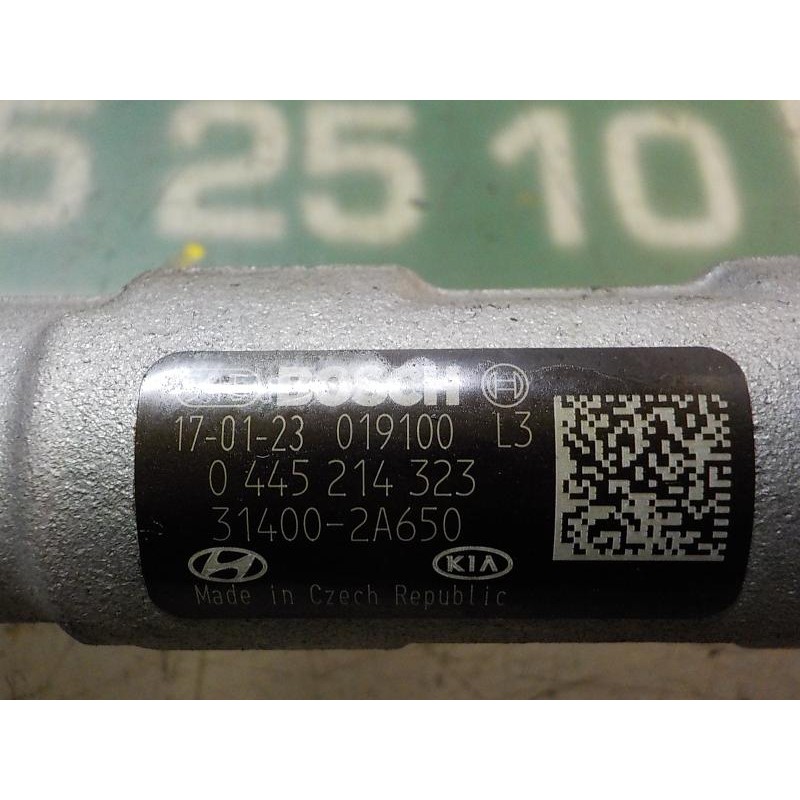 5 25 10
BOSCH
17-01-23 019100 L3
0 445 214 323
31400-2A650
KIA
Made in Czech Republic